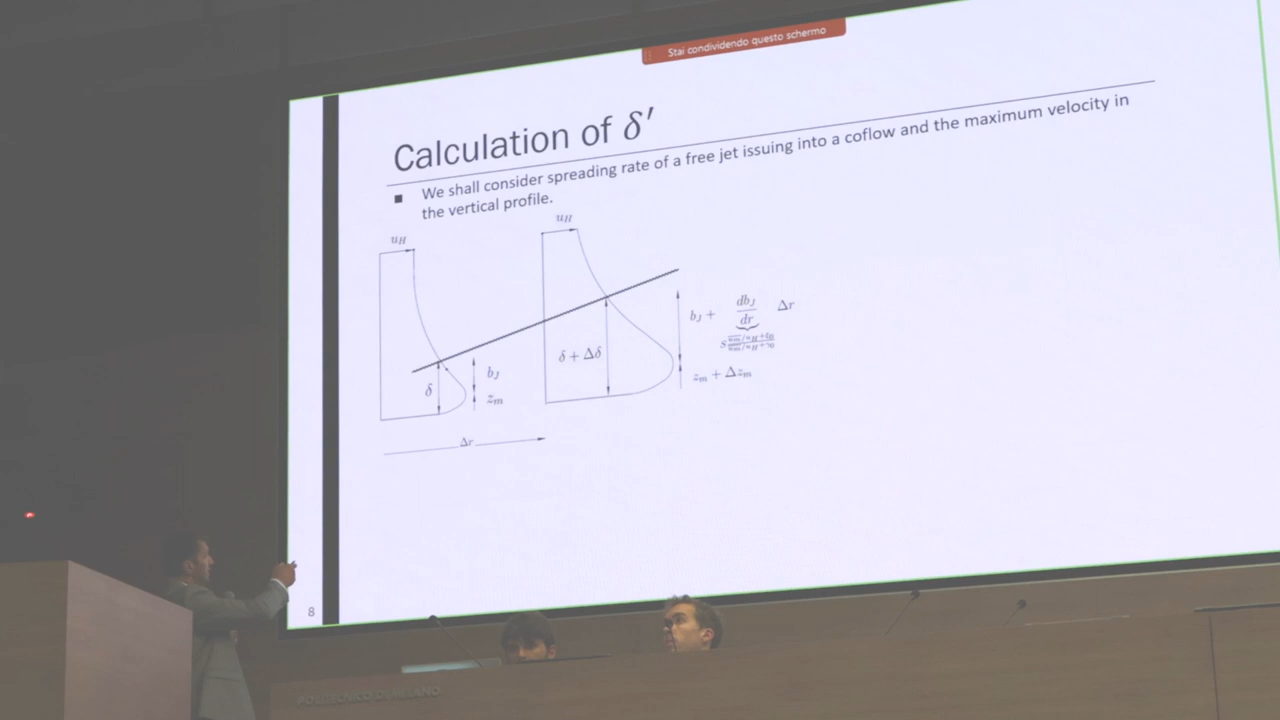 Stai condividendo questo schermo
Calculation of δ′
We shall consider spreading rate of a free jet issuing into a coflow and the maximum velocity in
the vertical profile.
u_H
u_H
δ
b_J
z_m
δ + Δδ
b_J + db_J/dr Δr
z_m + Δz_m
Δr
8
POLITECNICO DI MILANO